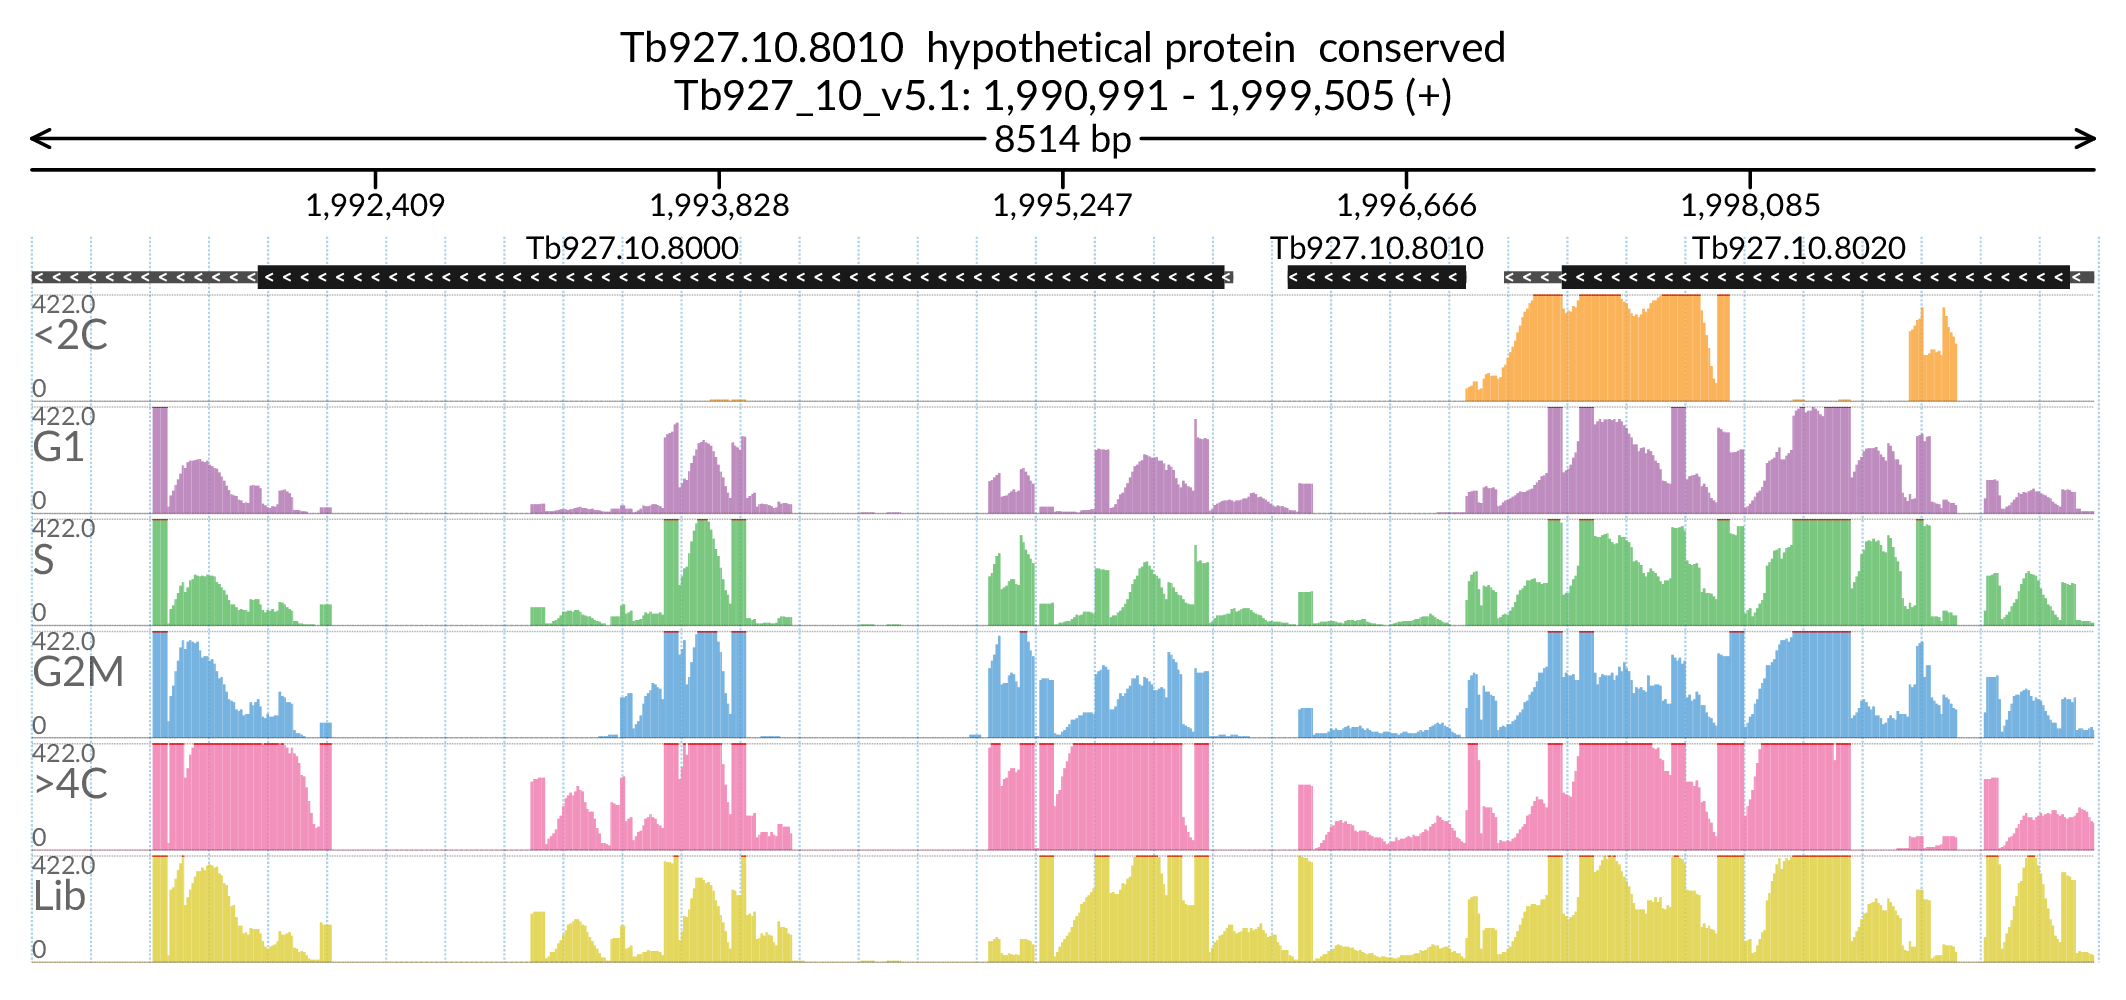 Tb927.10.8010  hypothetical protein  conserved
Tb927_10_v5.1: 1,990,991 - 1,999,505 (+)
8514 bp
1,992,409 1,993,828 1,995,247 1,996,666 1,998,085
Tb927.10.8000 Tb927.10.8010 Tb927.10.8020
422.0
<2C
0
422.0
G1
0
422.0
S
0
422.0
G2M
0
422.0
>4C
0
422.0
Lib
0